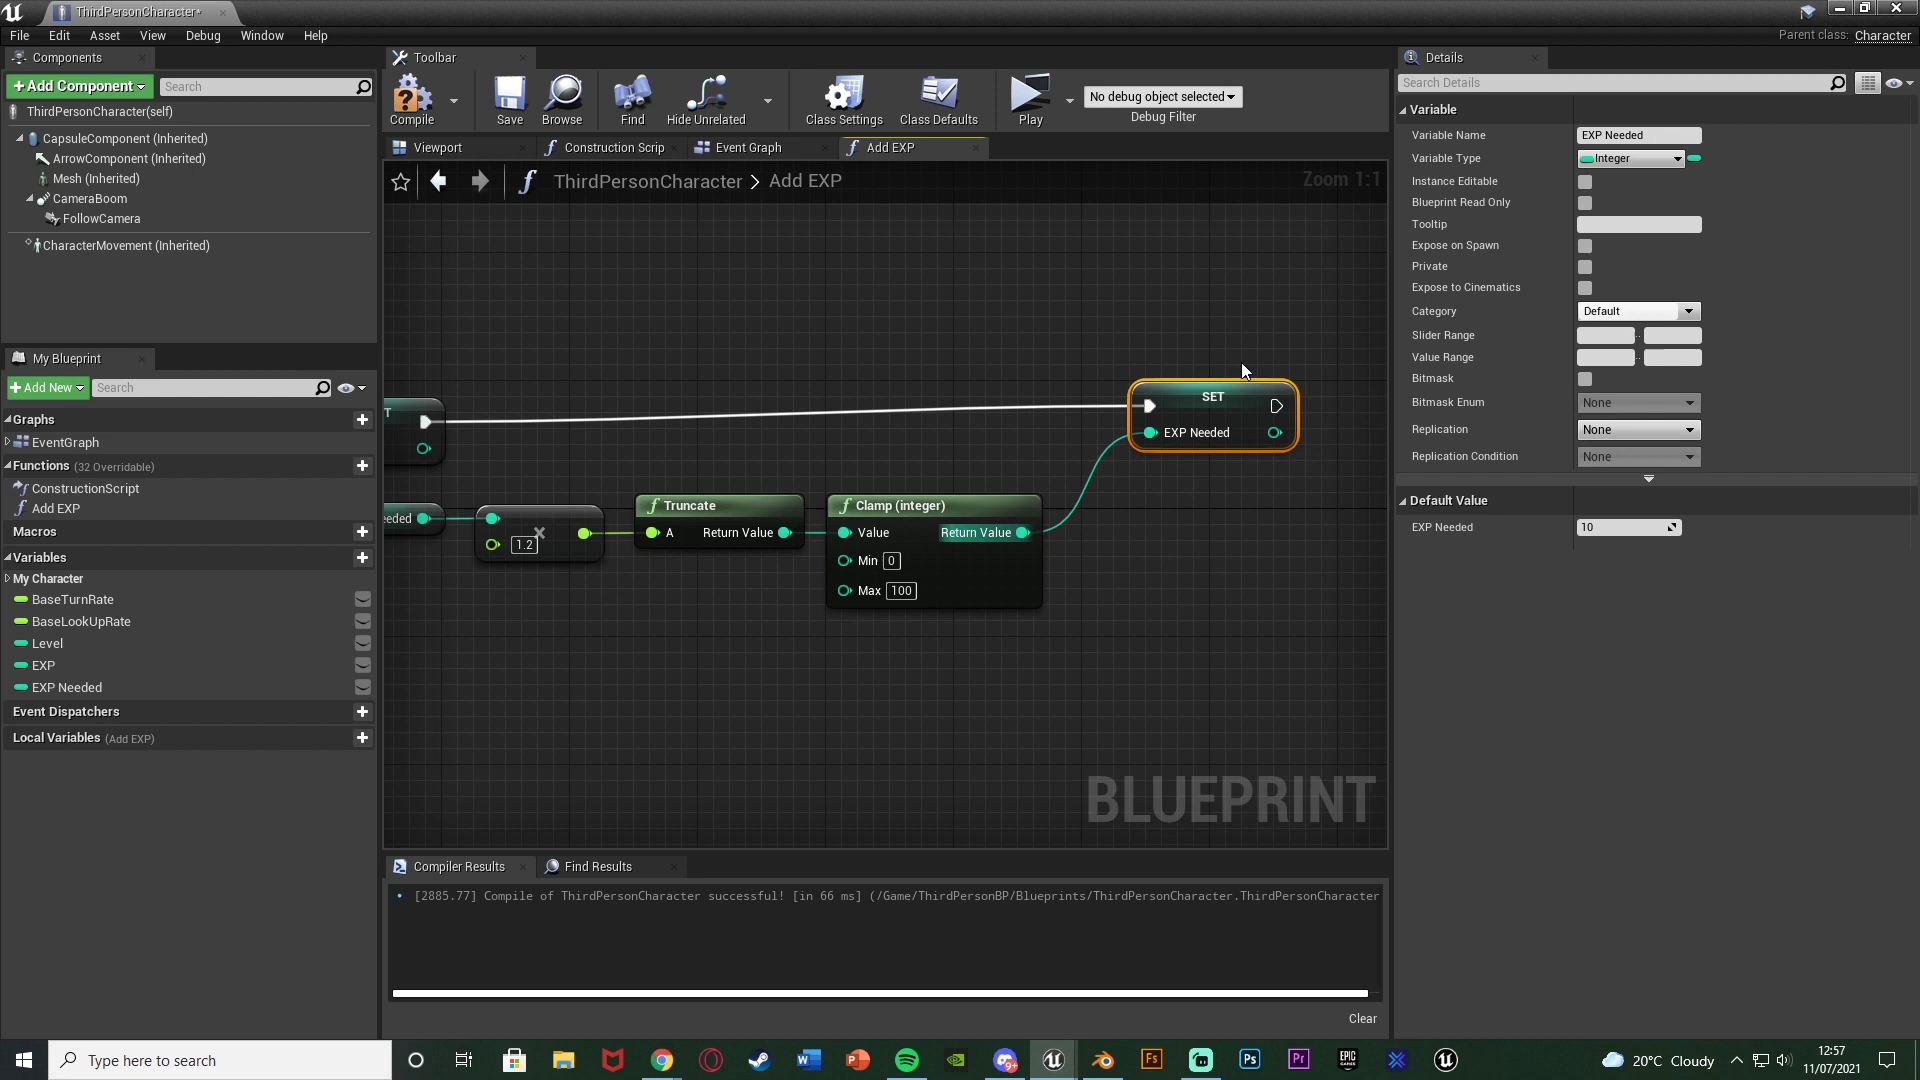 ThirdPersonCharacter*
File Edit Asset View Debug Window Help
Parent class: Character
Components
+Add Component
Search
ThirdPersonCharacter(self)
CapsuleComponent (Inherited)
ArrowComponent (Inherited)
Mesh (Inherited)
CameraBoom
FollowCamera
CharacterMovement (Inherited)
My Blueprint
+Add New
Search
Graphs
EventGraph
Functions (32 Overridable)
ConstructionScript
Add EXP
Macros
Variables
My Character
BaseTurnRate
BaseLookUpRate
Level
EXP
EXP Needed
Event Dispatchers
Local Variables (Add EXP)
Toolbar
Compile
Save
Browse
Find
Hide Unrelated
Class Settings
Class Defaults
Play
No debug object selected
Debug Filter
Viewport
Construction Scrip
Event Graph
Add EXP
ThirdPersonCharacter > Add EXP
Zoom 1:1
T
SET
EXP Needed
eeded
1.2
Truncate
A Return Value
Clamp (integer)
Value Return Value
Min 0
Max 100
BLUEPRINT
Compiler Results
Find Results
[2885.77] Compile of ThirdPersonCharacter successful! [in 66 ms] (/Game/ThirdPersonBP/Blueprints/ThirdPersonCharacter.ThirdPersonCharacter
Clear
Details
Search Details
Variable
Variable Name EXP Needed
Variable Type Integer
Instance Editable
Blueprint Read Only
Tooltip
Expose on Spawn
Private
Expose to Cinematics
Category Default
Slider Range
Value Range
Bitmask
Bitmask Enum None
Replication None
Replication Condition None
Default Value
EXP Needed 10
Type here to search
W
P
9+
Fs
Ps
Pr
EPIC
GAMES
20°C Cloudy
12:57
11/07/2021